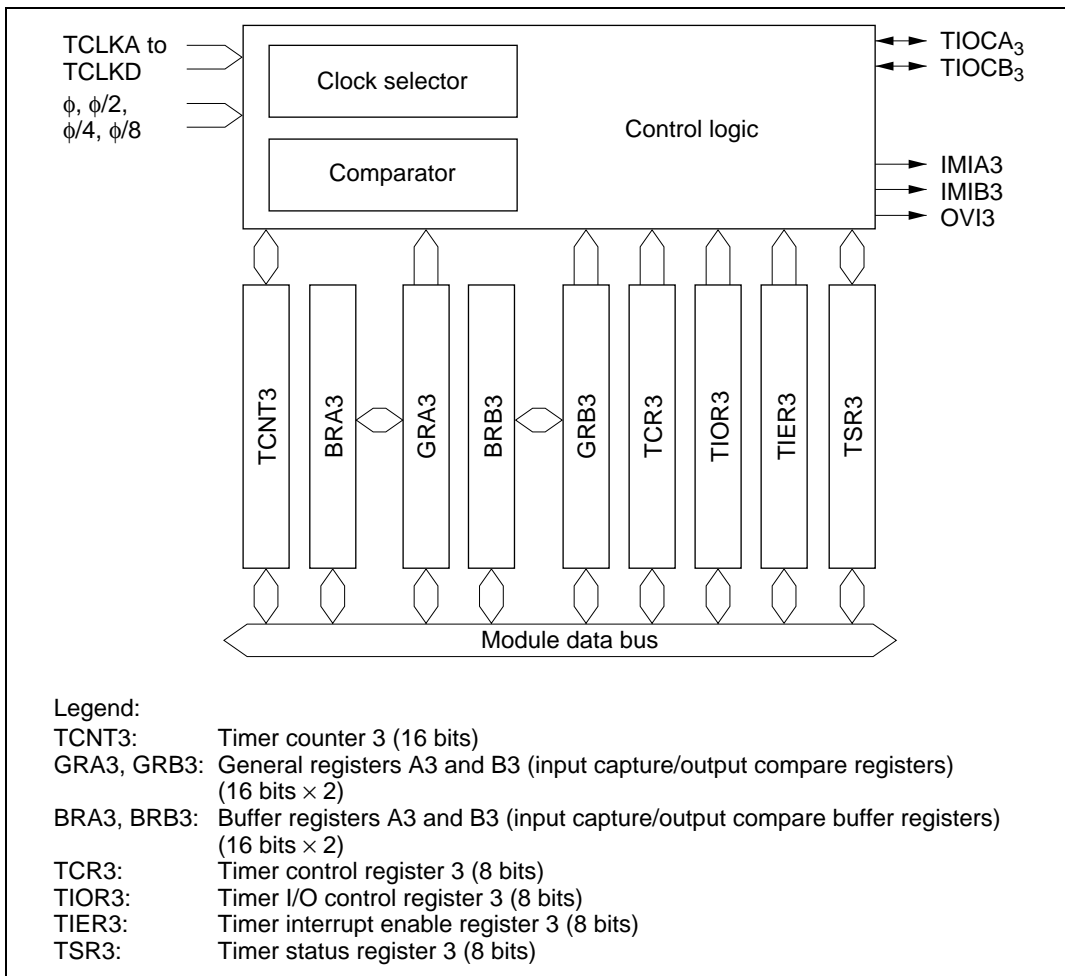 TCLKA to
TCLKD
ϕ, ϕ/2,
ϕ/4, ϕ/8
Clock selector
Comparator
Control logic
TIOCA3
TIOCB3
IMIA3
IMIB3
OVI3
TCNT3
BRA3
GRA3
BRB3
GRB3
TCR3
TIOR3
TIER3
TSR3
Module data bus
Legend:
TCNT3: Timer counter 3 (16 bits)
GRA3, GRB3: General registers A3 and B3 (input capture/output compare registers)
(16 bits × 2)
BRA3, BRB3: Buffer registers A3 and B3 (input capture/output compare buffer registers)
(16 bits × 2)
TCR3: Timer control register 3 (8 bits)
TIOR3: Timer I/O control register 3 (8 bits)
TIER3: Timer interrupt enable register 3 (8 bits)
TSR3: Timer status register 3 (8 bits)